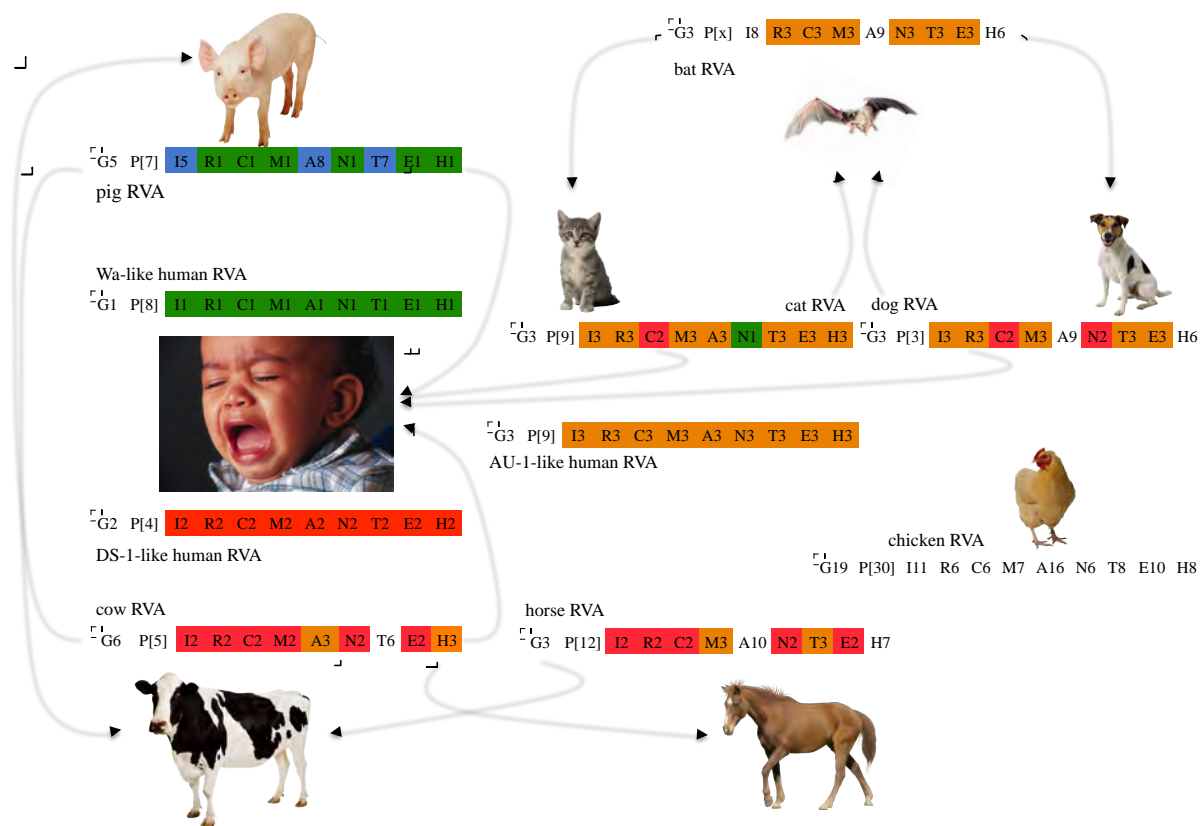 G3 P[x] I8 R3 C3 M3 A9 N3 T3 E3 H6
bat RVA
G5 P[7] I5 R1 C1 M1 A8 N1 T7 E1 H1
pig RVA
Wa-like human RVA
G1 P[8] I1 R1 C1 M1 A1 N1 T1 E1 H1
cat RVA
G3 P[9] I3 R3 C2 M3 A3 N1 T3 E3 H3
dog RVA
G3 P[3] I3 R3 C2 M3 A9 N2 T3 E3 H6
G3 P[9] I3 R3 C3 M3 A3 N3 T3 E3 H3
AU-1-like human RVA
G2 P[4] I2 R2 C2 M2 A2 N2 T2 E2 H2
DS-1-like human RVA
chicken RVA
G19 P[30] I11 R6 C6 M7 A16 N6 T8 E10 H8
cow RVA
G6 P[5] I2 R2 C2 M2 A3 N2 T6 E2 H3
horse RVA
G3 P[12] I2 R2 C2 M3 A10 N2 T3 E2 H7